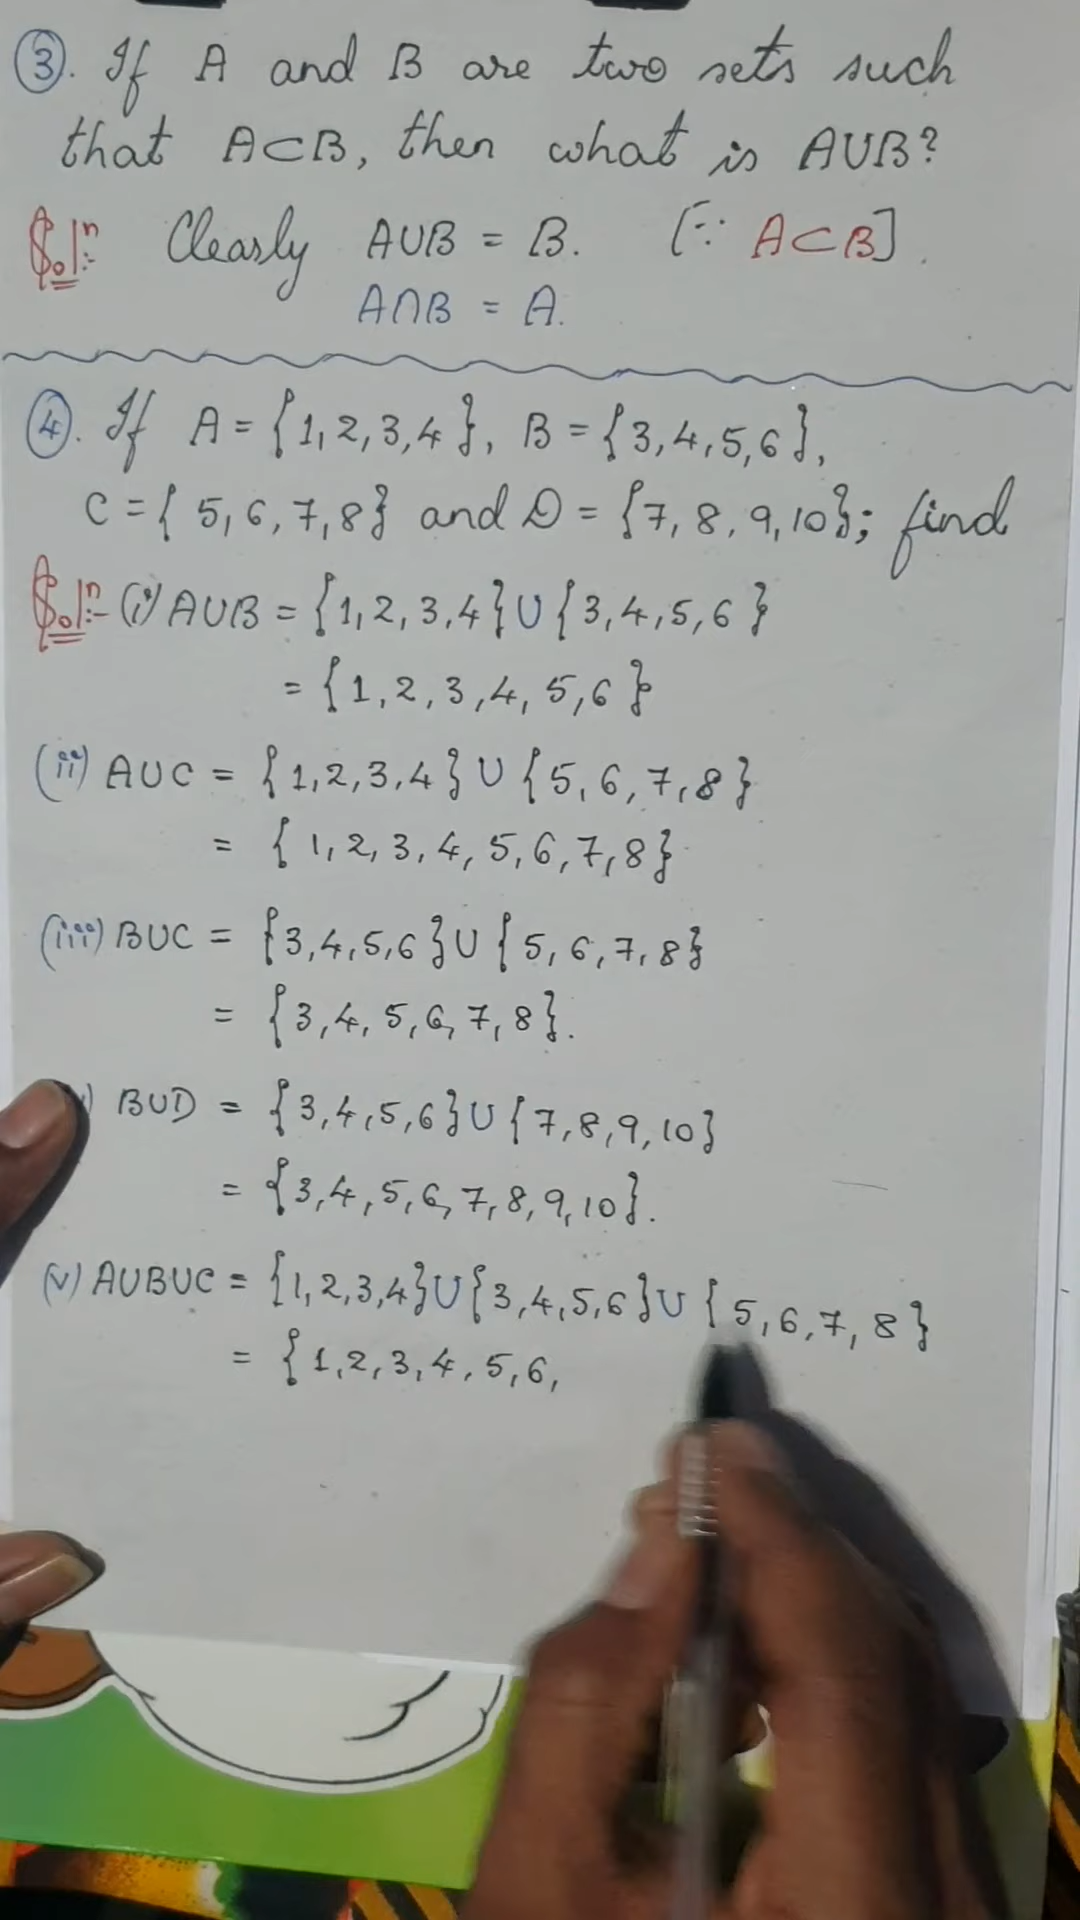 ③. If A and B are two sets such
that A⊂B, then what is A∪B?
Solⁿ:- Clearly A∪B = B. [∵ A⊂B].
A∩B = A.
④. If A = {1,2,3,4}, B = {3,4,5,6},
C = {5,6,7,8} and D = {7,8,9,10}; find
Solⁿ:- (i) A∪B = {1,2,3,4}∪{3,4,5,6}
= {1,2,3,4,5,6}
(ii) A∪C = {1,2,3,4}∪{5,6,7,8}
= {1,2,3,4,5,6,7,8}
(iii) B∪C = {3,4,5,6}∪{5,6,7,8}
= {3,4,5,6,7,8}.
) B∪D = {3,4,5,6}∪{7,8,9,10}
= {3,4,5,6,7,8,9,10}.
(v) A∪B∪C = {1,2,3,4}∪{3,4,5,6}∪{5,6,7,8}
= {1,2,3,4,5,6,